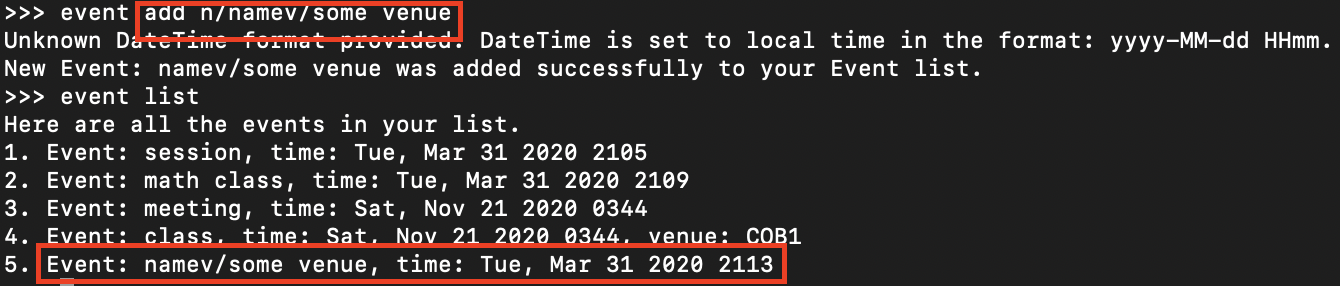 >>> event add n/namev/some venue
Unknown DateTime format provided. DateTime is set to local time in the format: yyyy-MM-dd HHmm.
New Event: namev/some venue was added successfully to your Event list.
>>> event list
Here are all the events in your list.
1. Event: session, time: Tue, Mar 31 2020 2105
2. Event: math class, time: Tue, Mar 31 2020 2109
3. Event: meeting, time: Sat, Nov 21 2020 0344
4. Event: class, time: Sat, Nov 21 2020 0344, venue: COB1
5. Event: namev/some venue, time: Tue, Mar 31 2020 2113